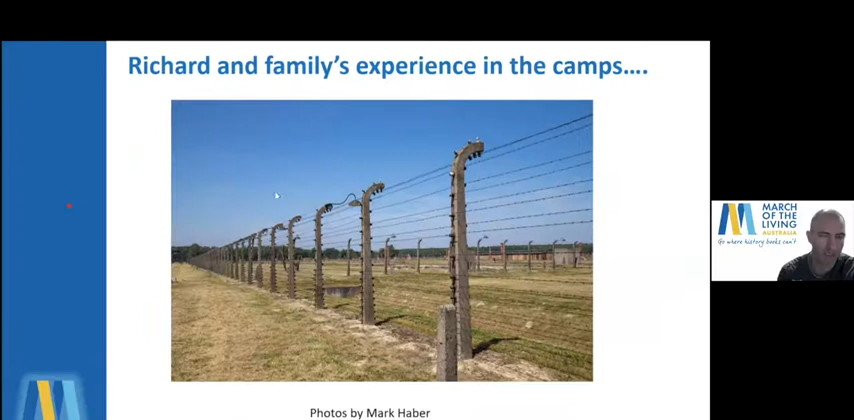 Richard and family's experience in the camps....
Photos by Mark Haber
MARCH
OF THE
LIVING
AUSTRALIA
Go where history books can't